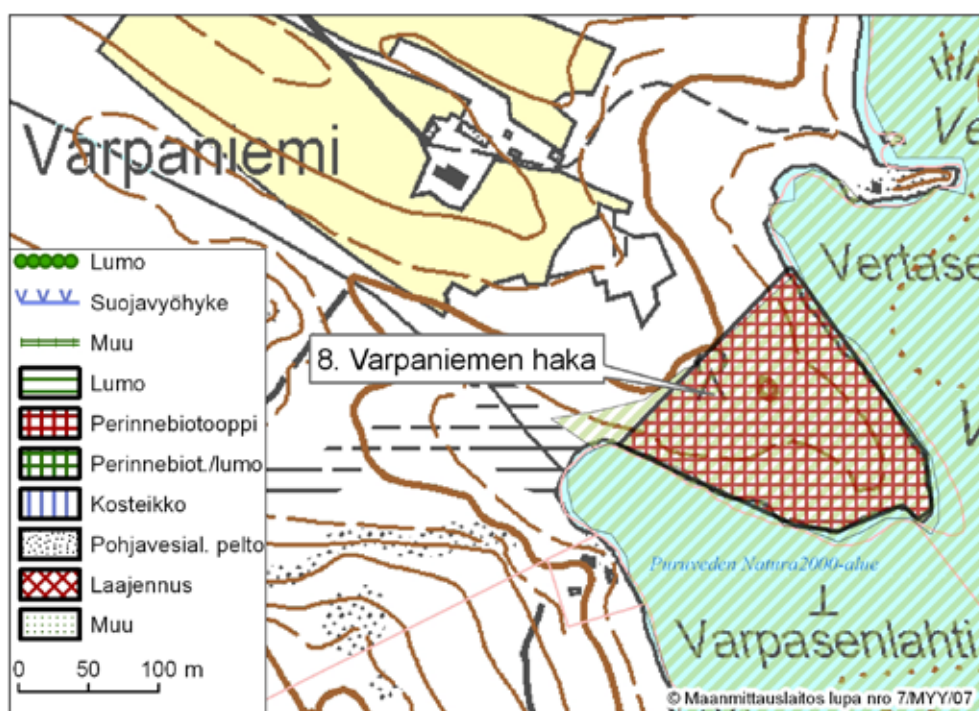 Varpaniemi
Ve
Vertase
V
8. Varpaniemen haka
Lumo
Suojavyöhyke
Muu
Lumo
Perinnebiotooppi
Perinnebiot./lumo
Kosteikko
Pohjavesial. pelto
Laajennus
Muu
0 50 100 m
Puruveden Natura2000-alue
Varpasenlahti
© Maanmittauslaitos lupa nro 7/MYY/07